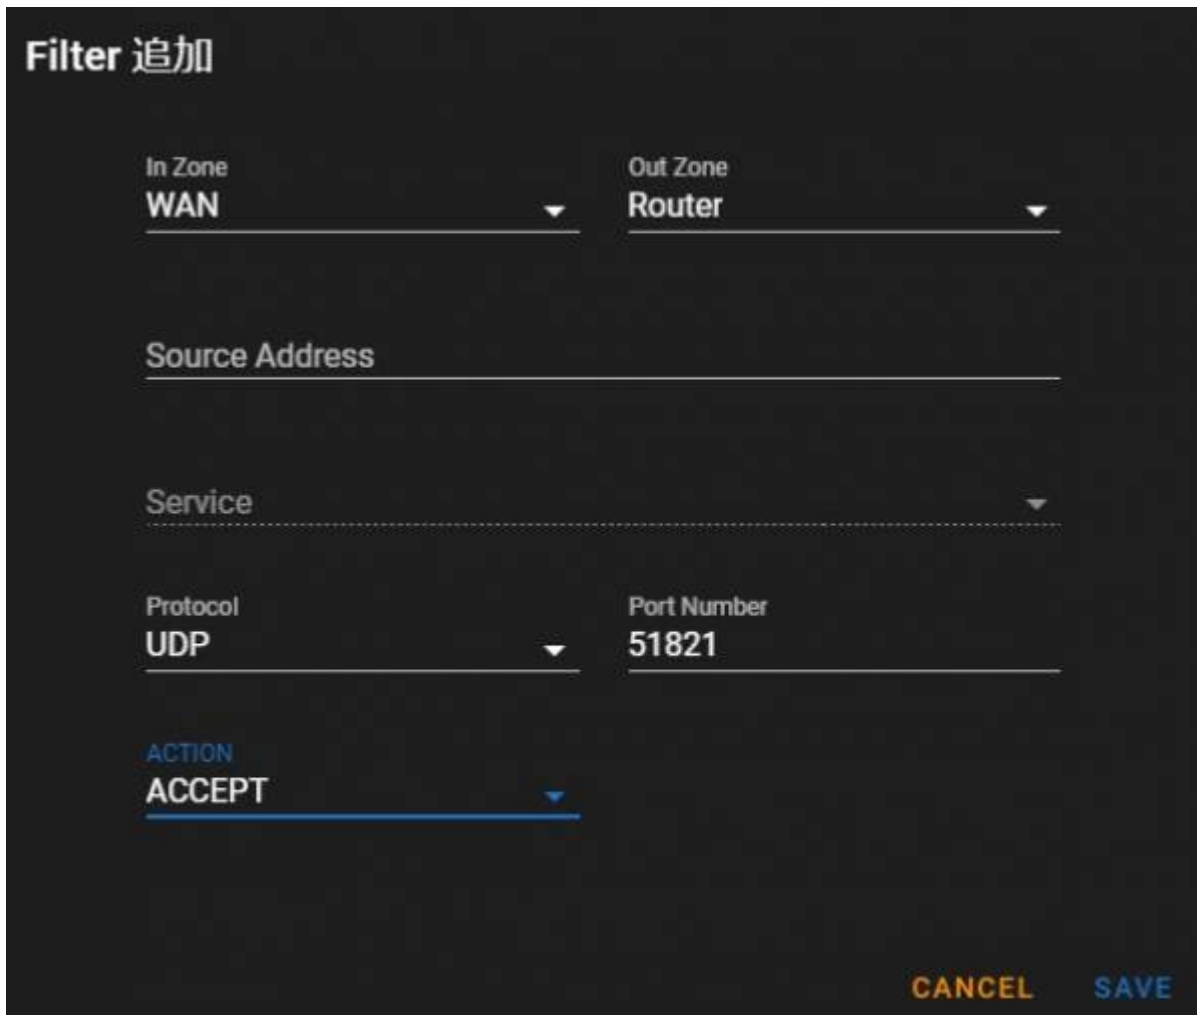 Filter 追加
In Zone
WAN
Out Zone
Router
Source Address
Service
Protocol
UDP
Port Number
51821
ACTION
ACCEPT
CANCEL
SAVE